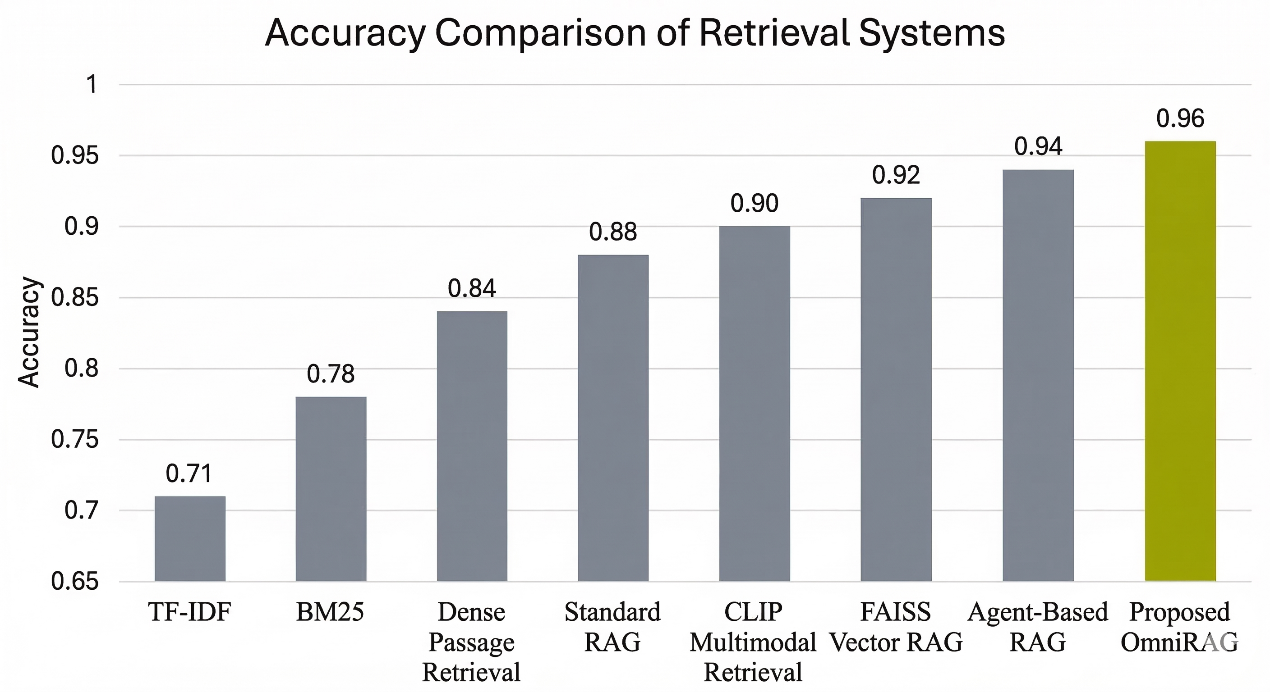 Accuracy Comparison of Retrieval Systems
1
0.95
0.9
0.85
0.8
0.75
0.7
0.65
Accuracy
0.71
0.78
0.84
0.88
0.90
0.92
0.94
0.96
TF-IDF
BM25
Dense
Passage
Retrieval
Standard
RAG
CLIP
Multimodal
Retrieval
FAISS
Vector RAG
Agent-Based
RAG
Proposed
OmniRAG